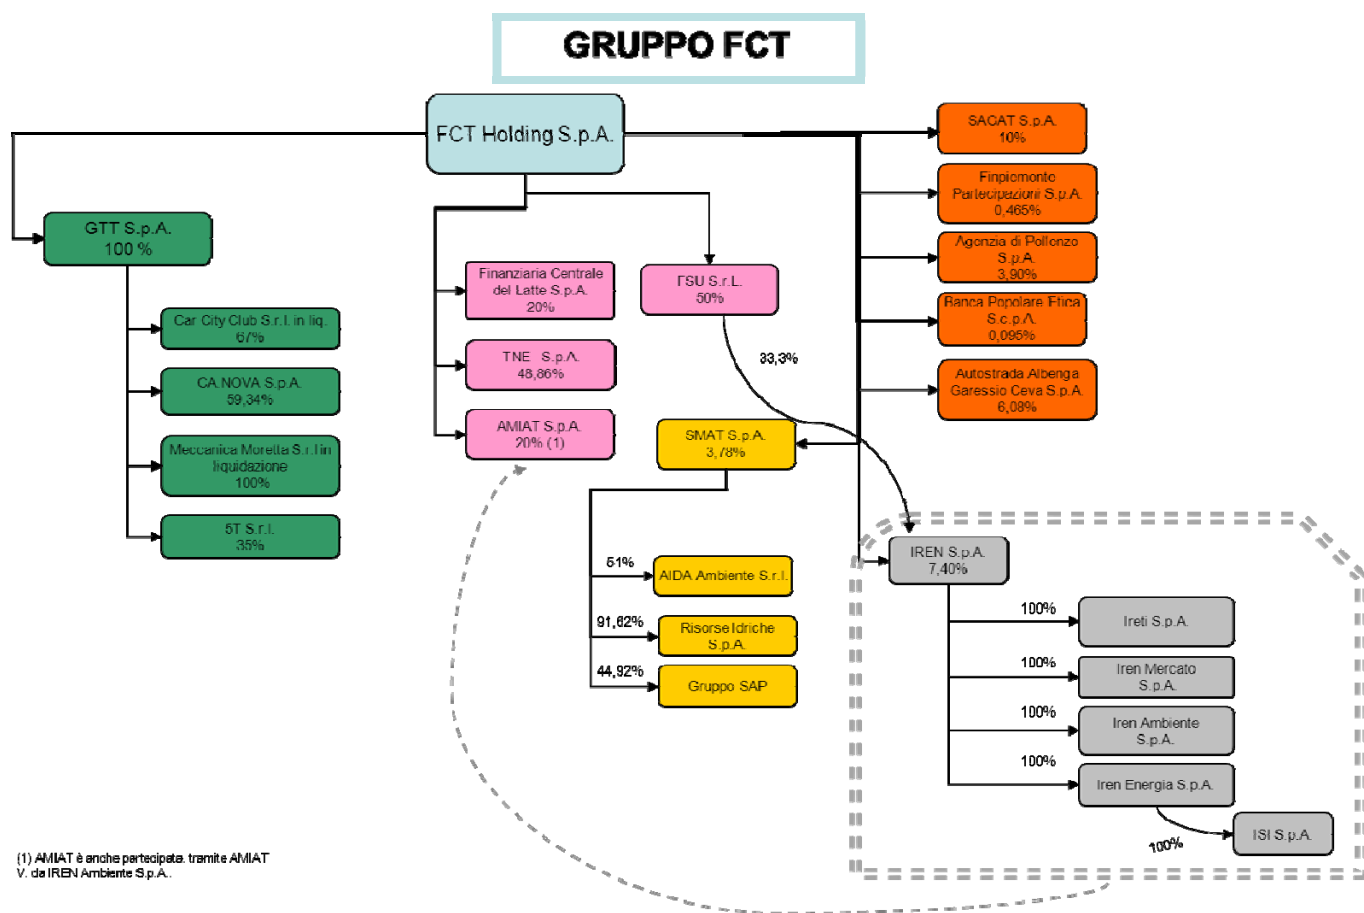 GRUPPO FCT
FCT Holding S.p.A.
GTT S.p.A.
100 %
Car City Club S.r.l. in liq.
67%
CA.NOVA S.p.A.
59,34%
Meccanica Moretta S.r.l in
liquidazione
100%
5T S.r.l.
35%
Finanziaria Centrale
del Latte S.p.A.
20%
TNE S.p.A.
48,86%
AMIAT S.p.A.
20% (1)
FSU S.r.L.
50%
33,3%
SMAT S.p.A.
3,78%
51%
AIDA Ambiente S.r.l.
91,62%
Risorse Idriche
S.p.A.
44,92%
Gruppo SAP
SACAT S.p.A.
10%
Finpiemonte
Partecipazioni S.p.A.
0,465%
Agenzia di Pollenzo
S.p.A.
3,90%
Banca Popolare Etica
S.c.p.A.
0,095%
Autostrada Albenga
Garessio Ceva S.p.A.
6,08%
IREN S.p.A.
7,40%
100%
Ireti S.p.A.
100%
Iren Mercato
S.p.A.
100%
Iren Ambiente
S.p.A.
100%
Iren Energia S.p.A.
100%
ISI S.p.A.
(1) AMIAT è anche partecipata, tramite AMIAT
V. da IREN Ambiente S.p.A..